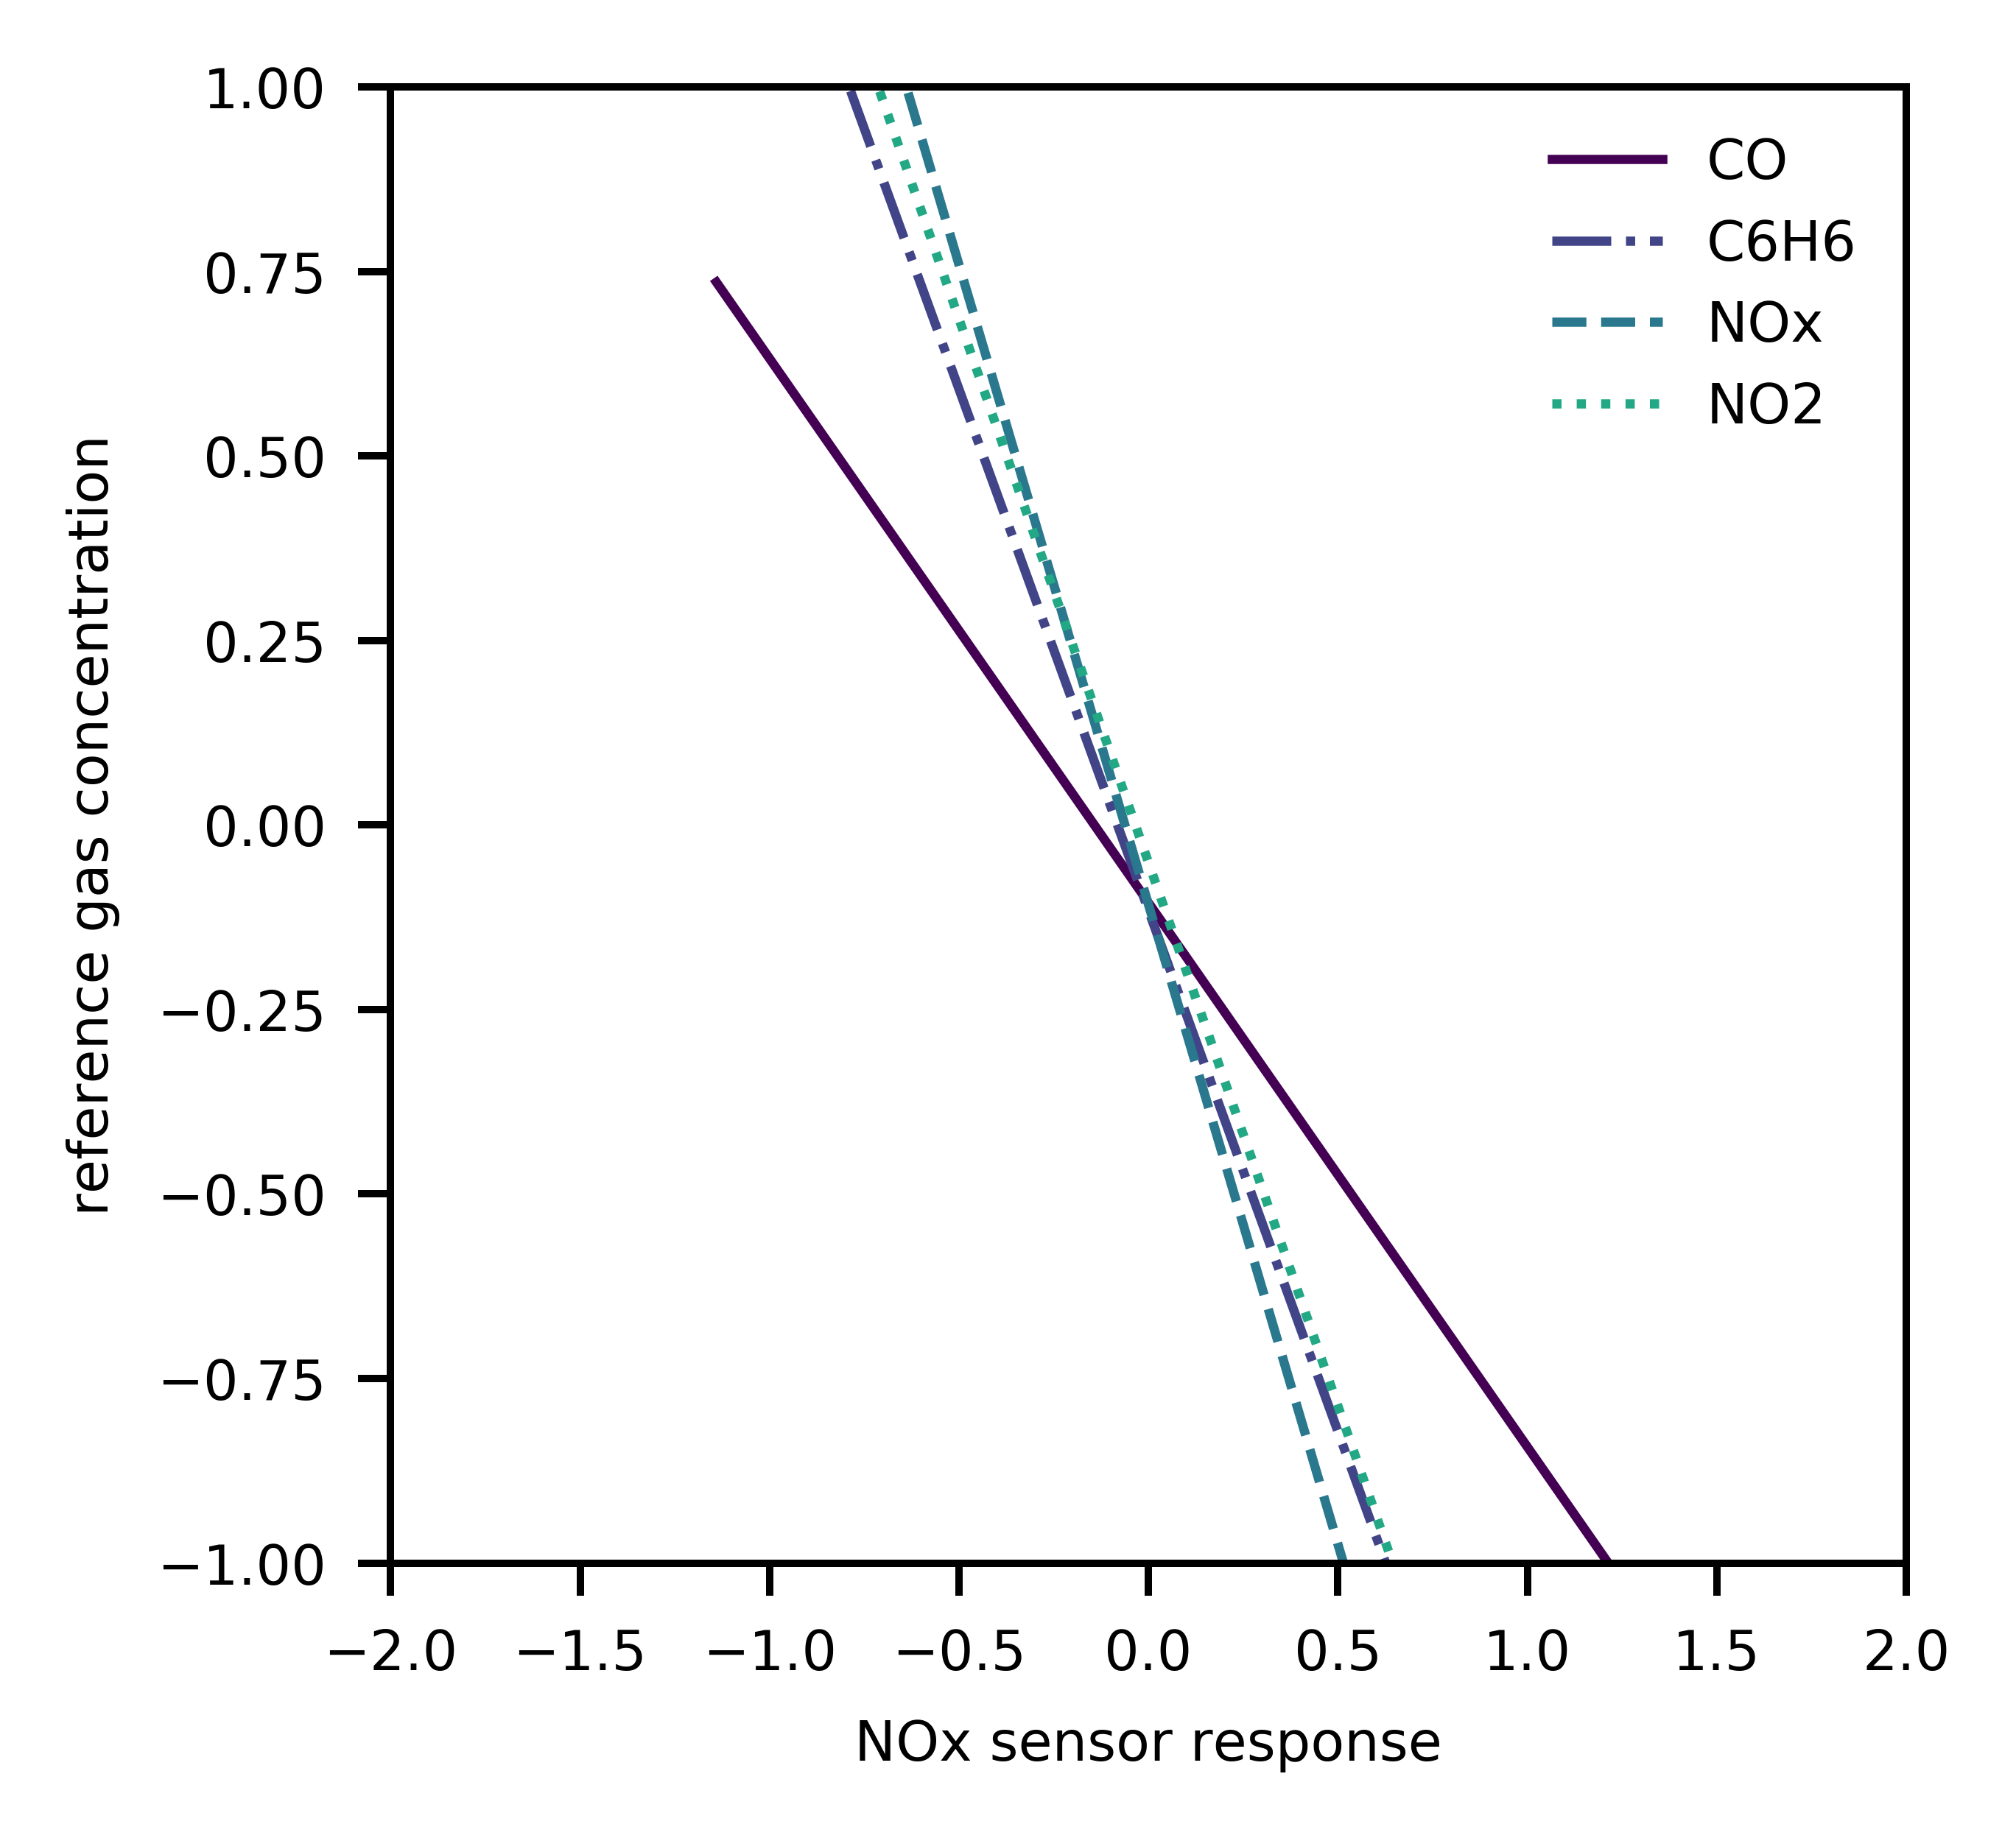 1.00
0.75
0.50
0.25
0.00
−0.25
−0.50
−0.75
−1.00
reference gas concentration
CO
C6H6
NOx
NO2
−2.0 −1.5 −1.0 −0.5 0.0 0.5 1.0 1.5 2.0
NOx sensor response